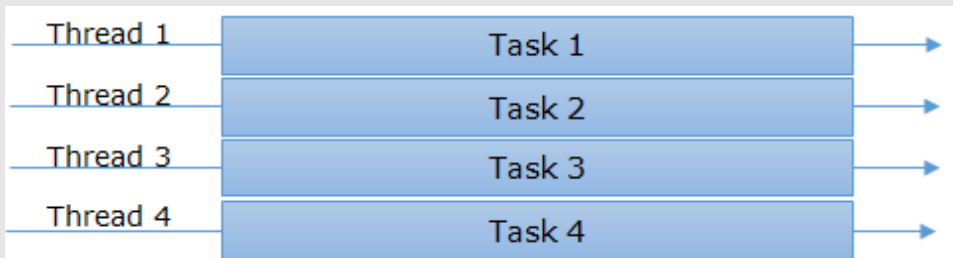 Thread 1
Task 1
Thread 2
Task 2
Thread 3
Task 3
Thread 4
Task 4